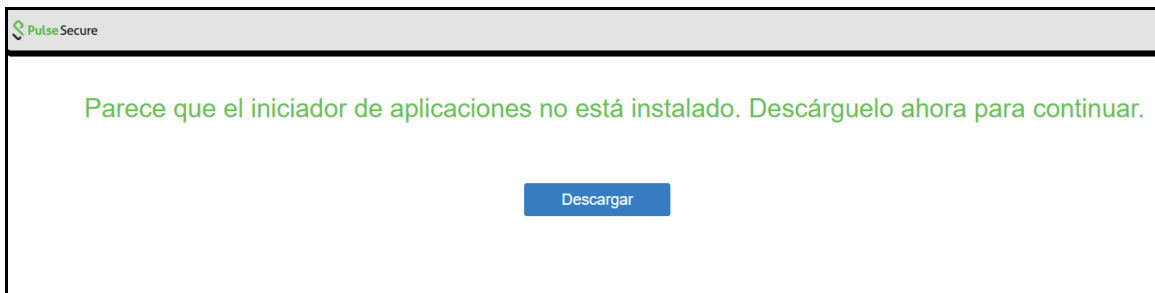 Pulse Secure
Parece que el iniciador de aplicaciones no está instalado. Descárguelo ahora para continuar.
Descargar